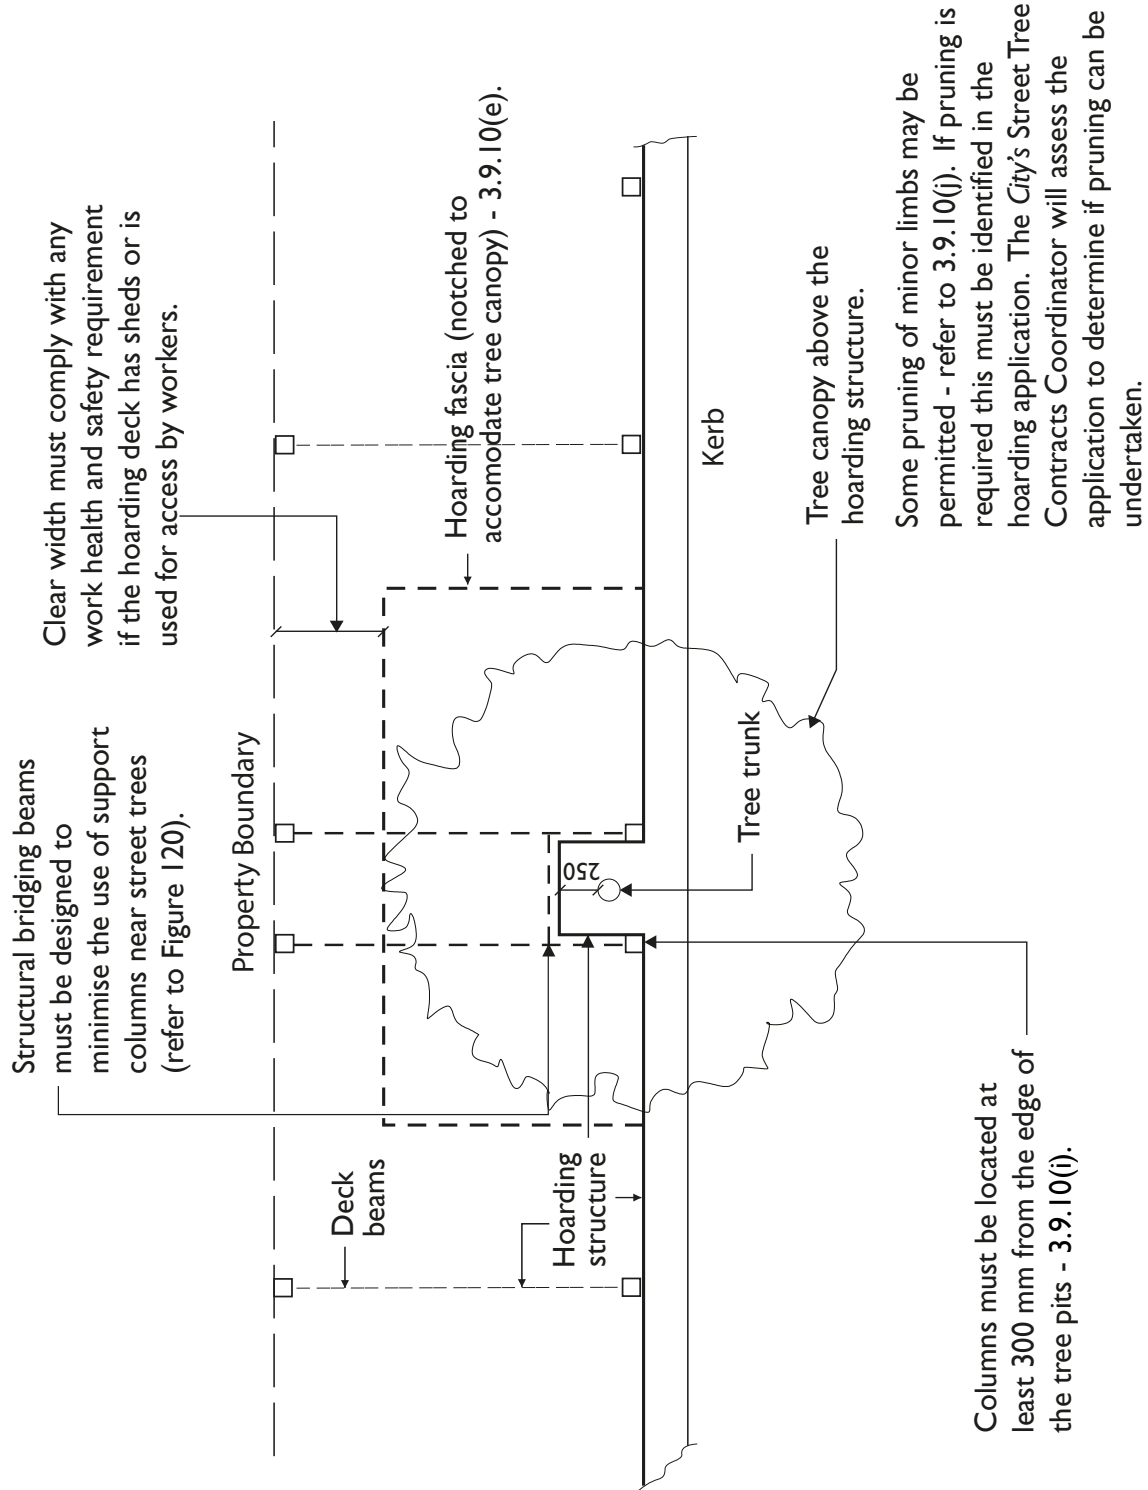 Structural bridging beams
must be designed to
minimise the use of support
columns near street trees
(refer to Figure 120).
Clear width must comply with any
work health and safety requirement
if the hoarding deck has sheds or is
used for access by workers.
Property Boundary
Deck
beams
Hoarding fascia (notched to
accomodate tree canopy) - 3.9.10(e).
Hoarding
structure
250
Tree trunk
Kerb
Tree canopy above the
hoarding structure.
Columns must be located at
least 300 mm from the edge of
the tree pits - 3.9.10(i).
Some pruning of minor limbs may be
permitted - refer to 3.9.10(j). If pruning is
required this must be identified in the
hoarding application. The City's Street Tree
Contracts Coordinator will assess the
application to determine if pruning can be
undertaken.